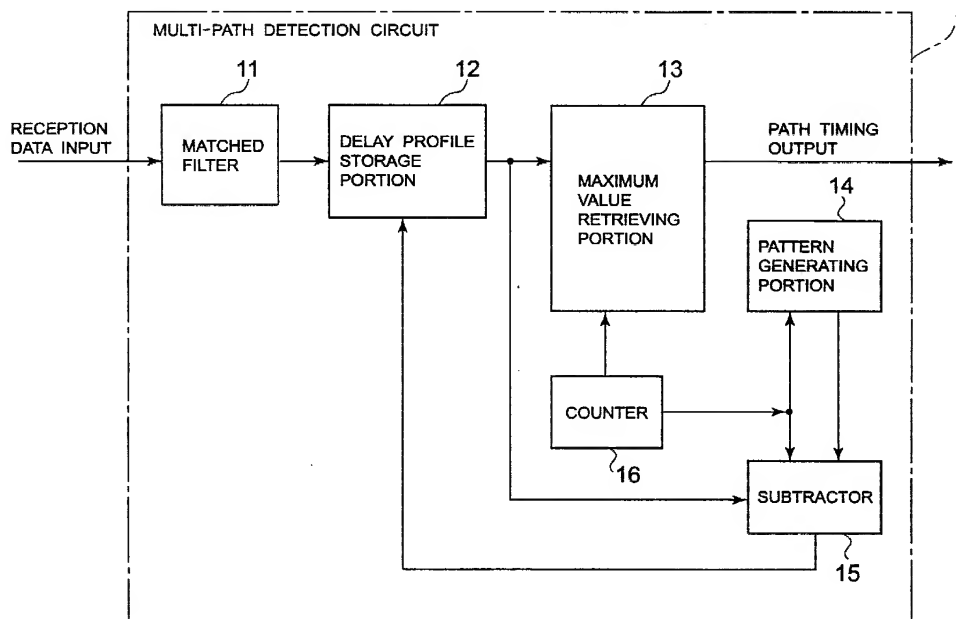 MULTI-PATH DETECTION CIRCUIT
11
12
13
RECEPTION
DATA INPUT
MATCHED
FILTER
DELAY PROFILE
STORAGE
PORTION
MAXIMUM
VALUE
RETRIEVING
PORTION
PATH TIMING
OUTPUT
14
PATTERN
GENERATING
PORTION
COUNTER
16
SUBTRACTOR
15